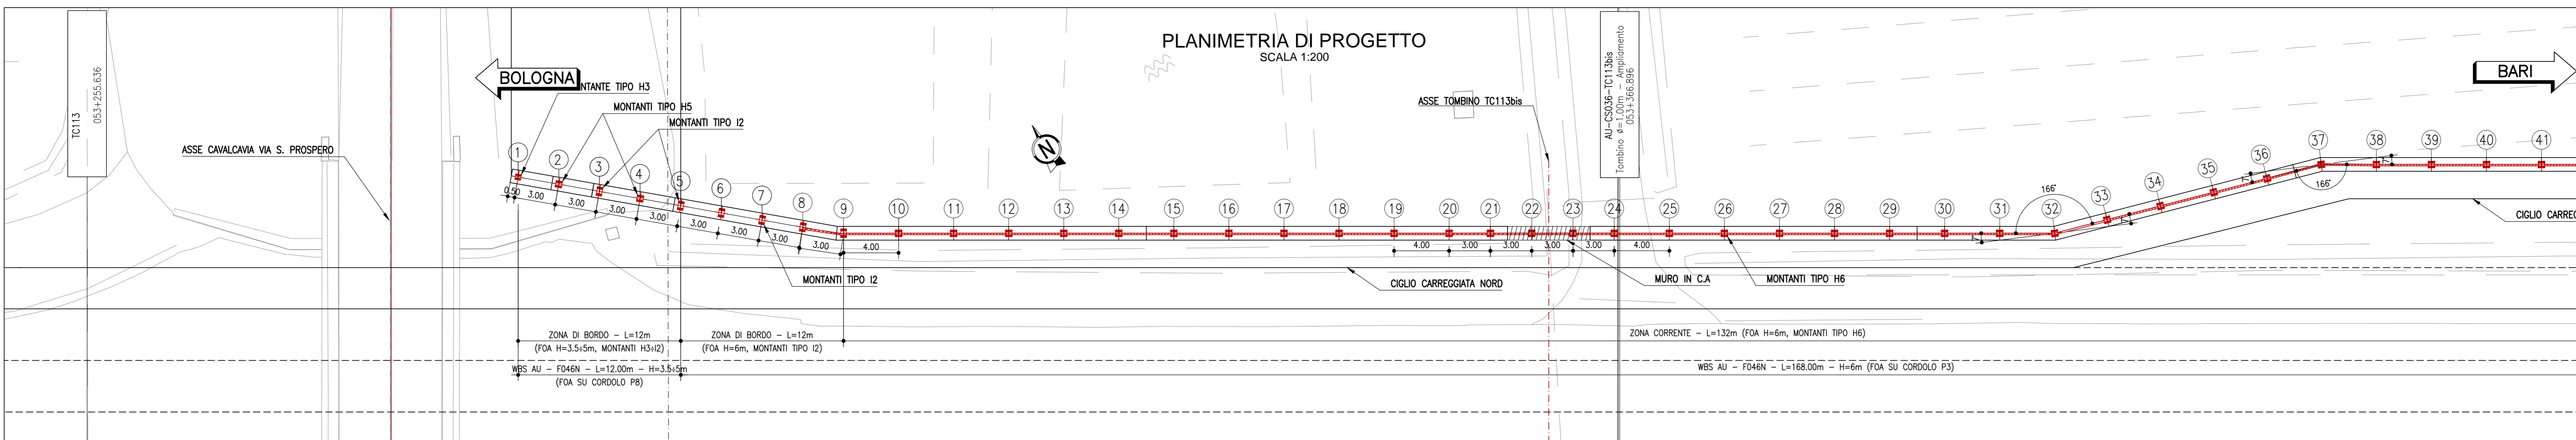 PLANIMETRIA DI PROGETTO
SCALA 1:200
TC113
053+255.636
BOLOGNA
BARI
NTANTE TIPO H3
MONTANTI TIPO H5
MONTANTI TIPO I2
ASSE CAVALCAVIA VIA S. PROSPERO
N
ASSE TOMBINO TC113bis
AU-CS036-TC113bis
Tombino ø=1.00m - Ampliamento
053+366.896
1 2 3 4 5 6 7 8 9 10 11 12 13 14 15 16 17 18 19 20 21 22 23 24 25 26 27 28 29 30 31 32 33 34 35 36 37 38 39 40 41
0.50 3.00 3.00 3.00 3.00 3.00 3.00 3.00 3.00 4.00
4.00 3.00 3.00 3.00 3.00 4.00
166°
166°
7° 7° 7° 7°
MONTANTI TIPO I2
CIGLIO CARREGGIATA NORD
MURO IN C.A
MONTANTI TIPO H6
CIGLIO CARREG
ZONA DI BORDO - L=12m
(FOA H=3.5÷5m, MONTANTI H3÷I2)
ZONA DI BORDO - L=12m
(FOA H=6m, MONTANTI TIPO I2)
ZONA CORRENTE - L=132m (FOA H=6m, MONTANTI TIPO H6)
WBS AU - F046N - L=12.00m - H=3.5÷5m
(FOA SU CORDOLO P8)
WBS AU - F046N - L=168.00m - H=6m (FOA SU CORDOLO P3)